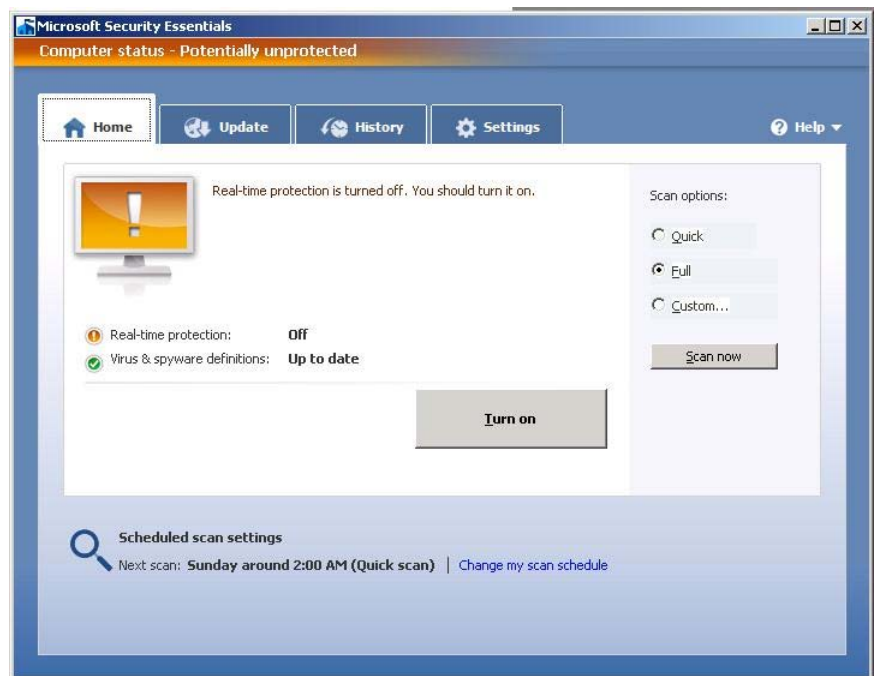 Microsoft Security Essentials
Computer status - Potentially unprotected
Home
Update
History
Settings
Help
Real-time protection is turned off. You should turn it on.
Real-time protection: Off
Virus & spyware definitions: Up to date
Turn on
Scan options:
Quick
Full
Custom...
Scan now
Scheduled scan settings
Next scan: Sunday around 2:00 AM (Quick scan) | Change my scan schedule